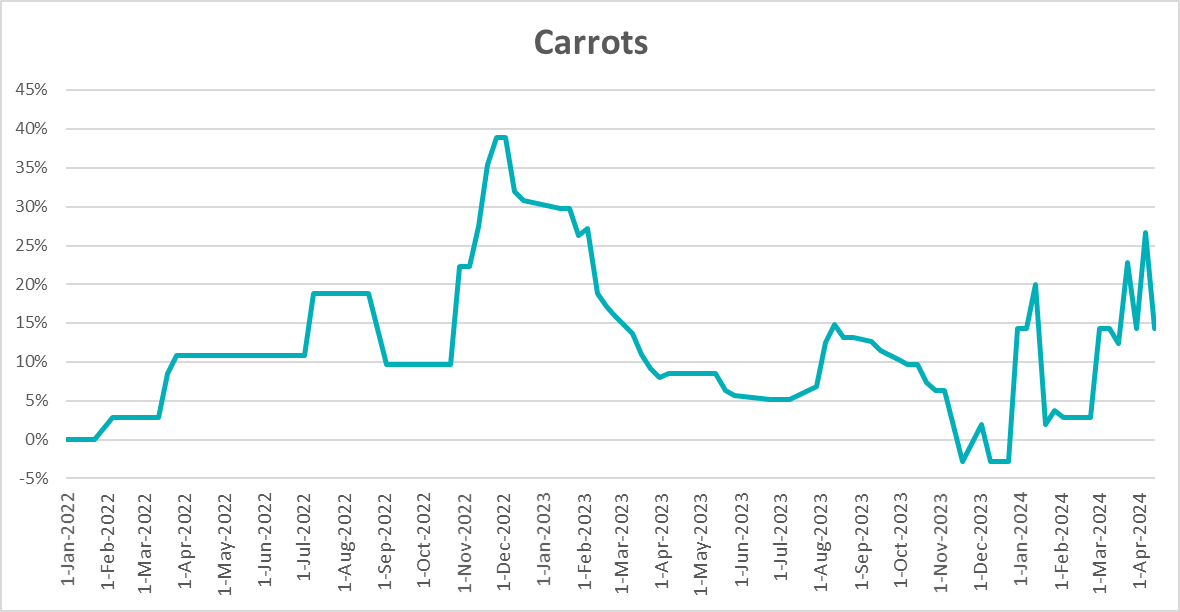 Carrots
45%
40%
35%
30%
25%
20%
15%
10%
5%
0%
-5%
1-Jan-2022
1-Feb-2022
1-Mar-2022
1-Apr-2022
1-May-2022
1-Jun-2022
1-Jul-2022
1-Aug-2022
1-Sep-2022
1-Oct-2022
1-Nov-2022
1-Dec-2022
1-Jan-2023
1-Feb-2023
1-Mar-2023
1-Apr-2023
1-May-2023
1-Jun-2023
1-Jul-2023
1-Aug-2023
1-Sep-2023
1-Oct-2023
1-Nov-2023
1-Dec-2023
1-Jan-2024
1-Feb-2024
1-Mar-2024
1-Apr-2024